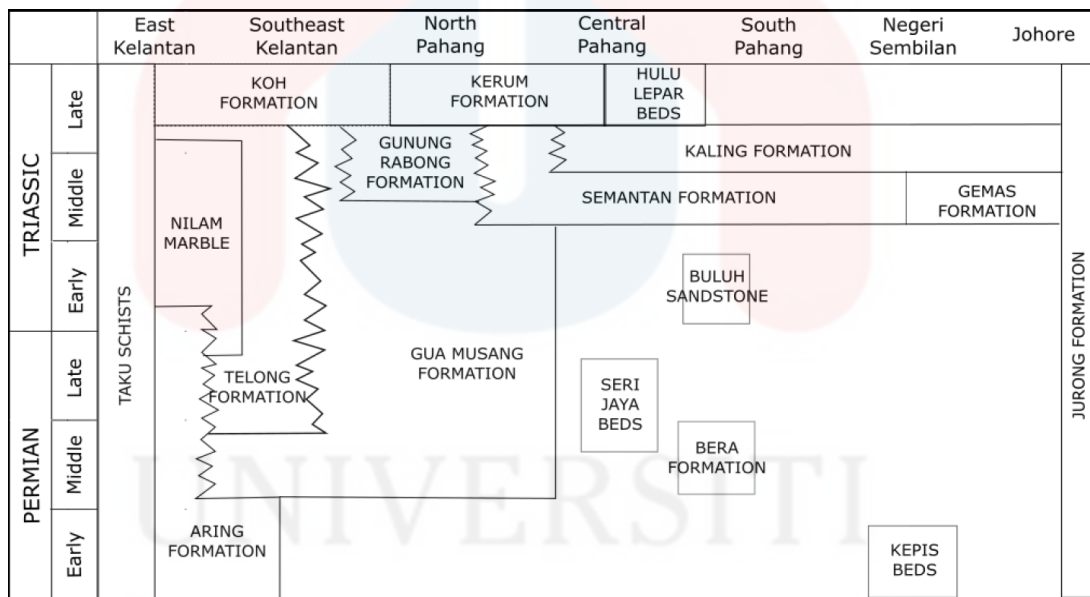 East
Kelantan
Southeast
Kelantan
North
Pahang
Central
Pahang
South
Pahang
Negeri
Sembilan
Johore
TRIASSIC
Late
Middle
Early
PERMIAN
Late
Middle
Early
TAKU SCHISTS
KOH
FORMATION
KERUM
FORMATION
HULU
LEPAR
BEDS
GUNUNG
RABONG
FORMATION
KALING FORMATION
SEMANTAN FORMATION
GEMAS
FORMATION
NILAM
MARBLE
BULUH
SANDSTONE
TELONG
FORMATION
GUA MUSANG
FORMATION
SERI
JAYA
BEDS
BERA
FORMATION
ARING
FORMATION
KEPIS
BEDS
JURONG FORMATION
UNIVERSITI